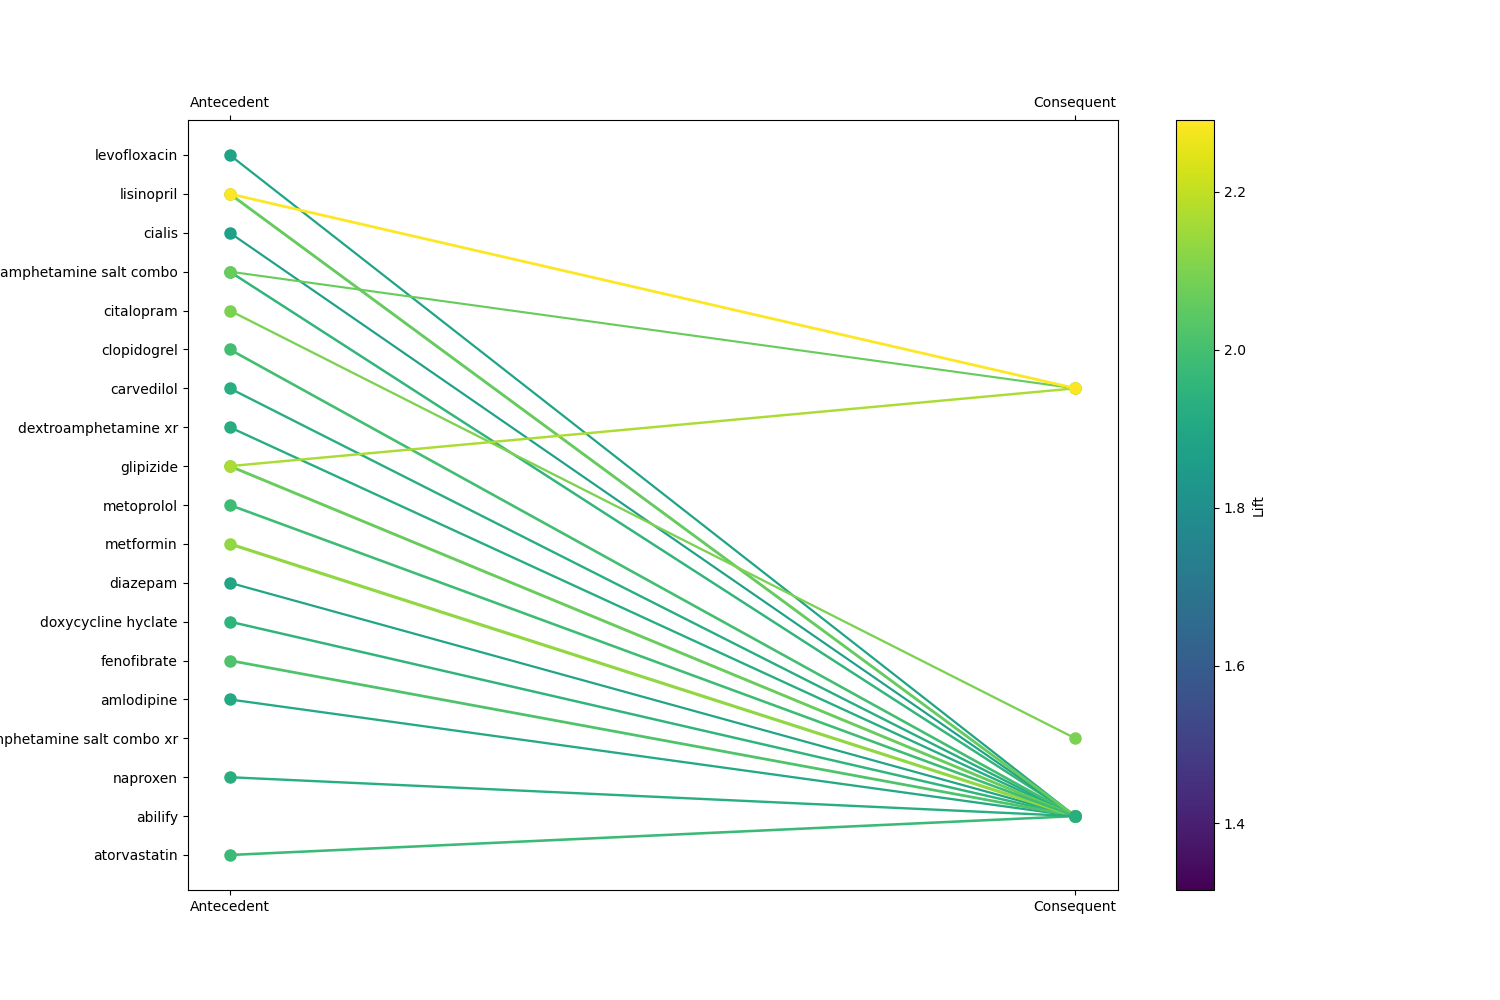 Antecedent Consequent
levofloxacin
lisinopril
cialis
amphetamine salt combo
citalopram
clopidogrel
carvedilol
dextroamphetamine xr
glipizide
metoprolol
metformin
diazepam
doxycycline hyclate
fenofibrate
amlodipine
nphetamine salt combo xr
naproxen
abilify
atorvastatin
Antecedent Consequent
2.2
2.0
1.8
1.6
1.4
Lift